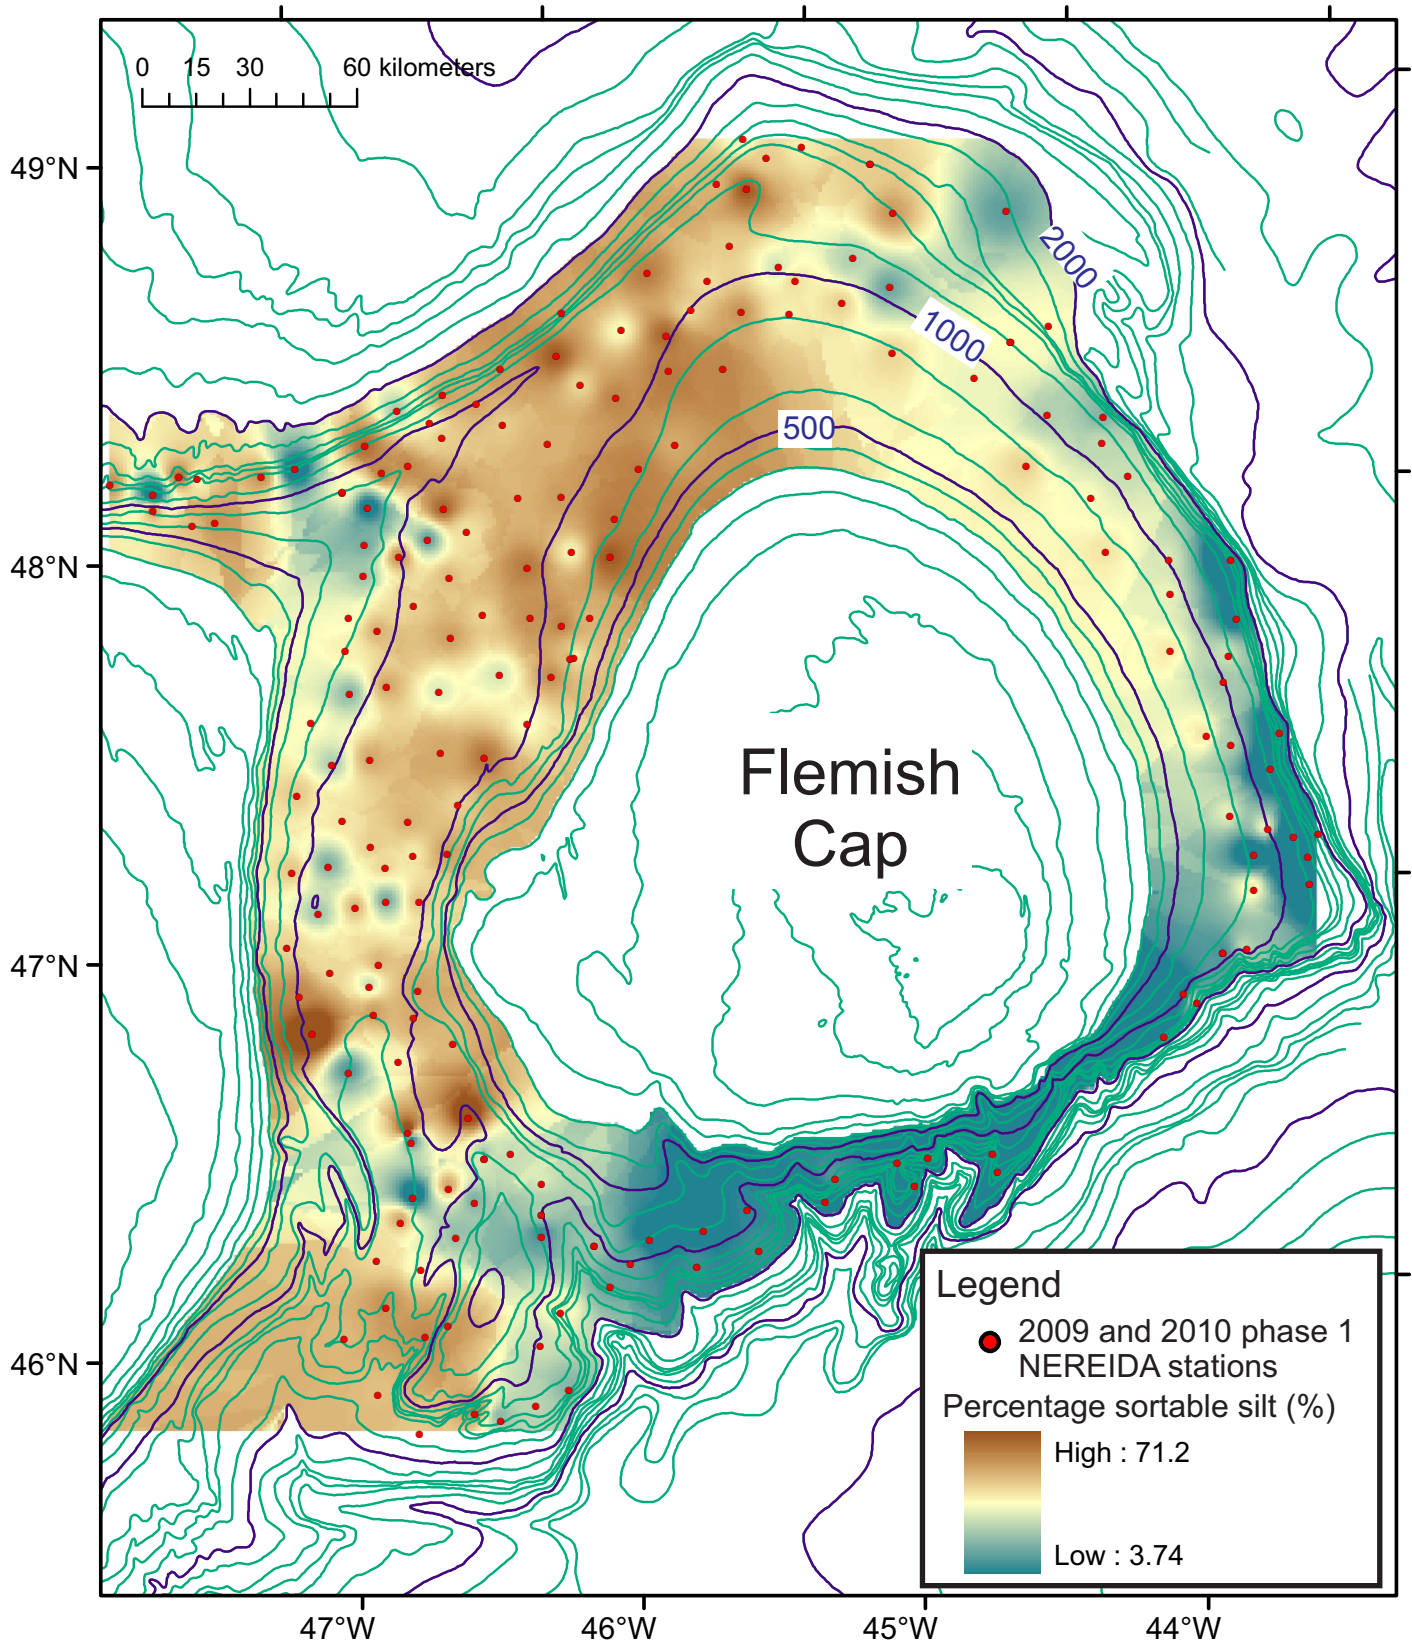 0 15 30 60 kilometers
49°N
2000
1000
500
48°N
Flemish
Cap
47°N
46°N
Legend
2009 and 2010 phase 1
NEREIDA stations
Percentage sortable silt (%)
High : 71.2
Low : 3.74
47°W 46°W 45°W 44°W